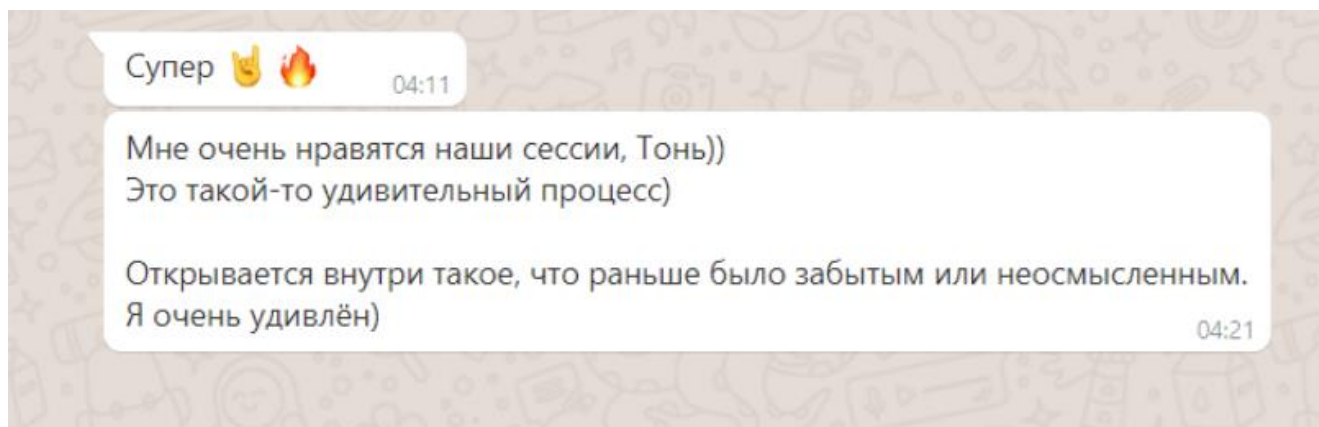 Супер 🤘 🔥
04:11
Мне очень нравятся наши сессии, Тонь))
Это такой-то удивительный процесс)
Открывается внутри такое, что раньше было забытым или неосмысленным.
Я очень удивлён)
04:21